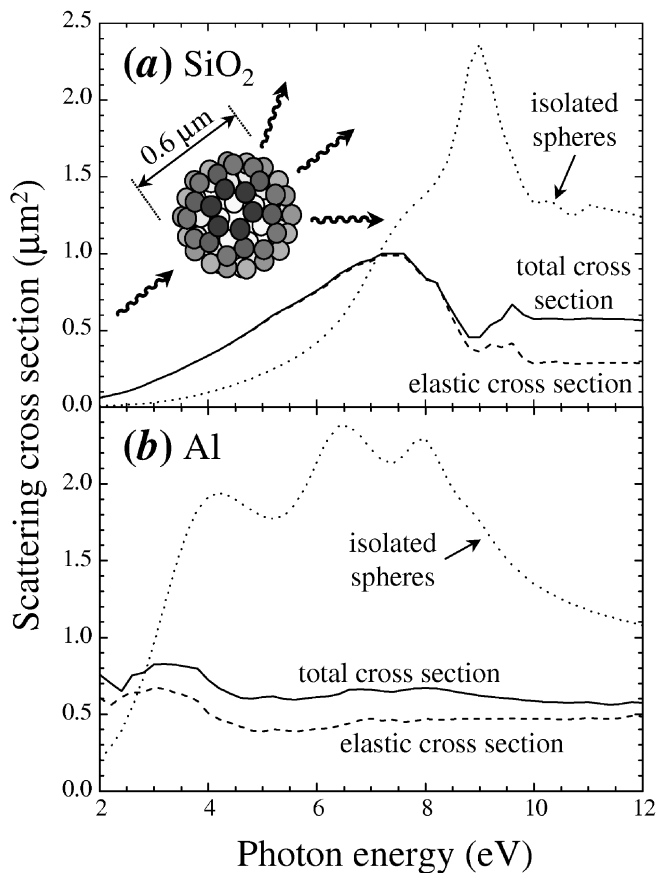 Scattering cross section (μm²)
2.5
2.0
1.5
1.0
0.5
0.0
(a) SiO₂
0.6 μm
isolated
spheres
total cross
section
elastic cross section
2.0
1.5
1.0
0.5
0.0
(b) Al
isolated
spheres
total cross section
elastic cross section
2 4 6 8 10 12
Photon energy (eV)